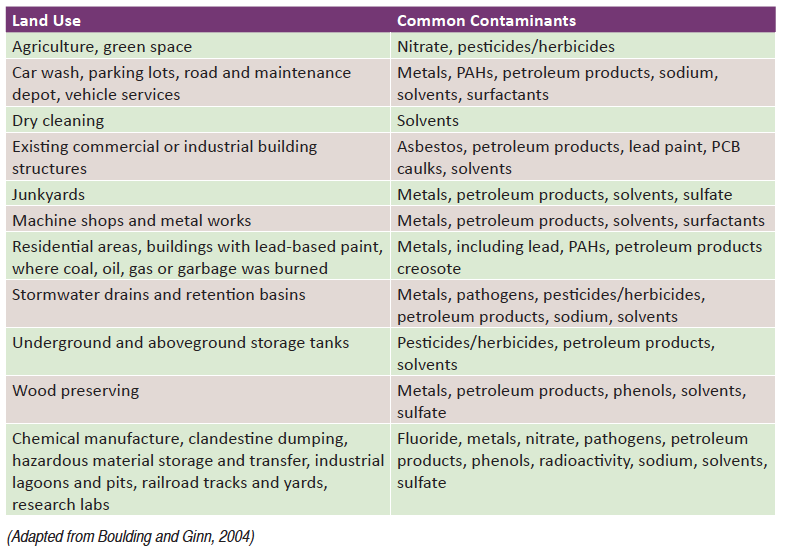 Land Use Common Contaminants
Agriculture, green space Nitrate, pesticides/herbicides
Car wash, parking lots, road and maintenance Metals, PAHs, petroleum products, sodium,
depot, vehicle services solvents, surfactants
Dry cleaning Solvents
Existing commercial or industrial building Asbestos, petroleum products, lead paint, PCB
structures caulks, solvents
Junkyards Metals, petroleum products, solvents, sulfate
Machine shops and metal works Metals, petroleum products, solvents, surfactants
Residential areas, buildings with lead-based paint, Metals, including lead, PAHs, petroleum products
where coal, oil, gas or garbage was burned creosote
Stormwater drains and retention basins Metals, pathogens, pesticides/herbicides,
petroleum products, sodium, solvents
Underground and aboveground storage tanks Pesticides/herbicides, petroleum products,
solvents
Wood preserving Metals, petroleum products, phenols, solvents,
sulfate
Chemical manufacture, clandestine dumping, Fluoride, metals, nitrate, pathogens, petroleum
hazardous material storage and transfer, industrial products, phenols, radioactivity, sodium, solvents,
lagoons and pits, railroad tracks and yards, sulfate
research labs
(Adapted from Boulding and Ginn, 2004)